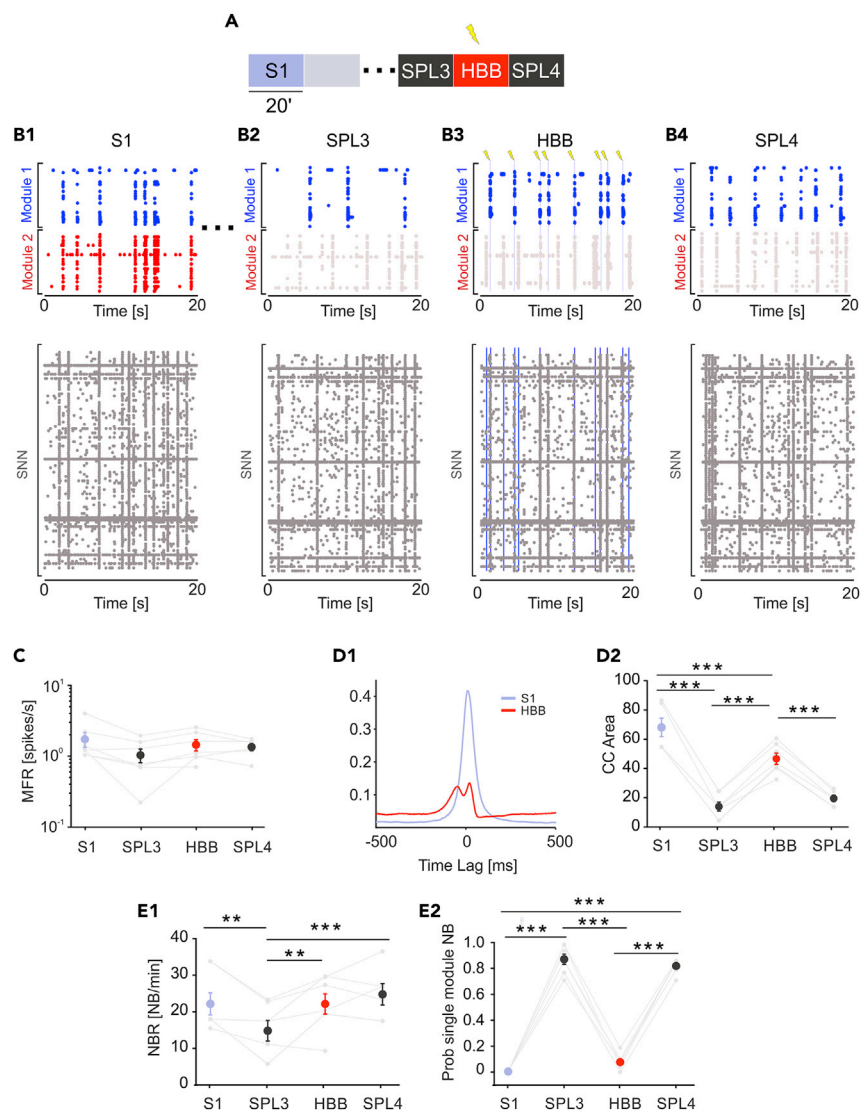 A
S1
SPL3 HBB SPL4
20'
B1 S1 B2 SPL3 B3 HBB B4 SPL4
Module 1
Module 2
0 20 0 20 0 20 0 20
Time [s] Time [s] Time [s] Time [s]
SNN SNN SNN SNN
0 20 0 20 0 20 0 20
Time [s] Time [s] Time [s] Time [s]
Module 1
Module 2
Module 1
Module 2
Module 1
Module 2
C
MFR [spikes/s]
10¹
10⁰
10⁻¹
S1 SPL3 HBB SPL4
D1
S1
HBB
0.4
0.3
0.2
0.1
-500 0 500
Time Lag [ms]
D2
CC Area
100
80
60
40
20
0
***
***
***
***
S1 SPL3 HBB SPL4
E1
NBR [NB/min]
40
30
20
10
0
**
***
**
S1 SPL3 HBB SPL4
E2
Prob single module NB
1.0
0.8
0.6
0.4
0.2
0
***
***
***
***
S1 SPL3 HBB SPL4